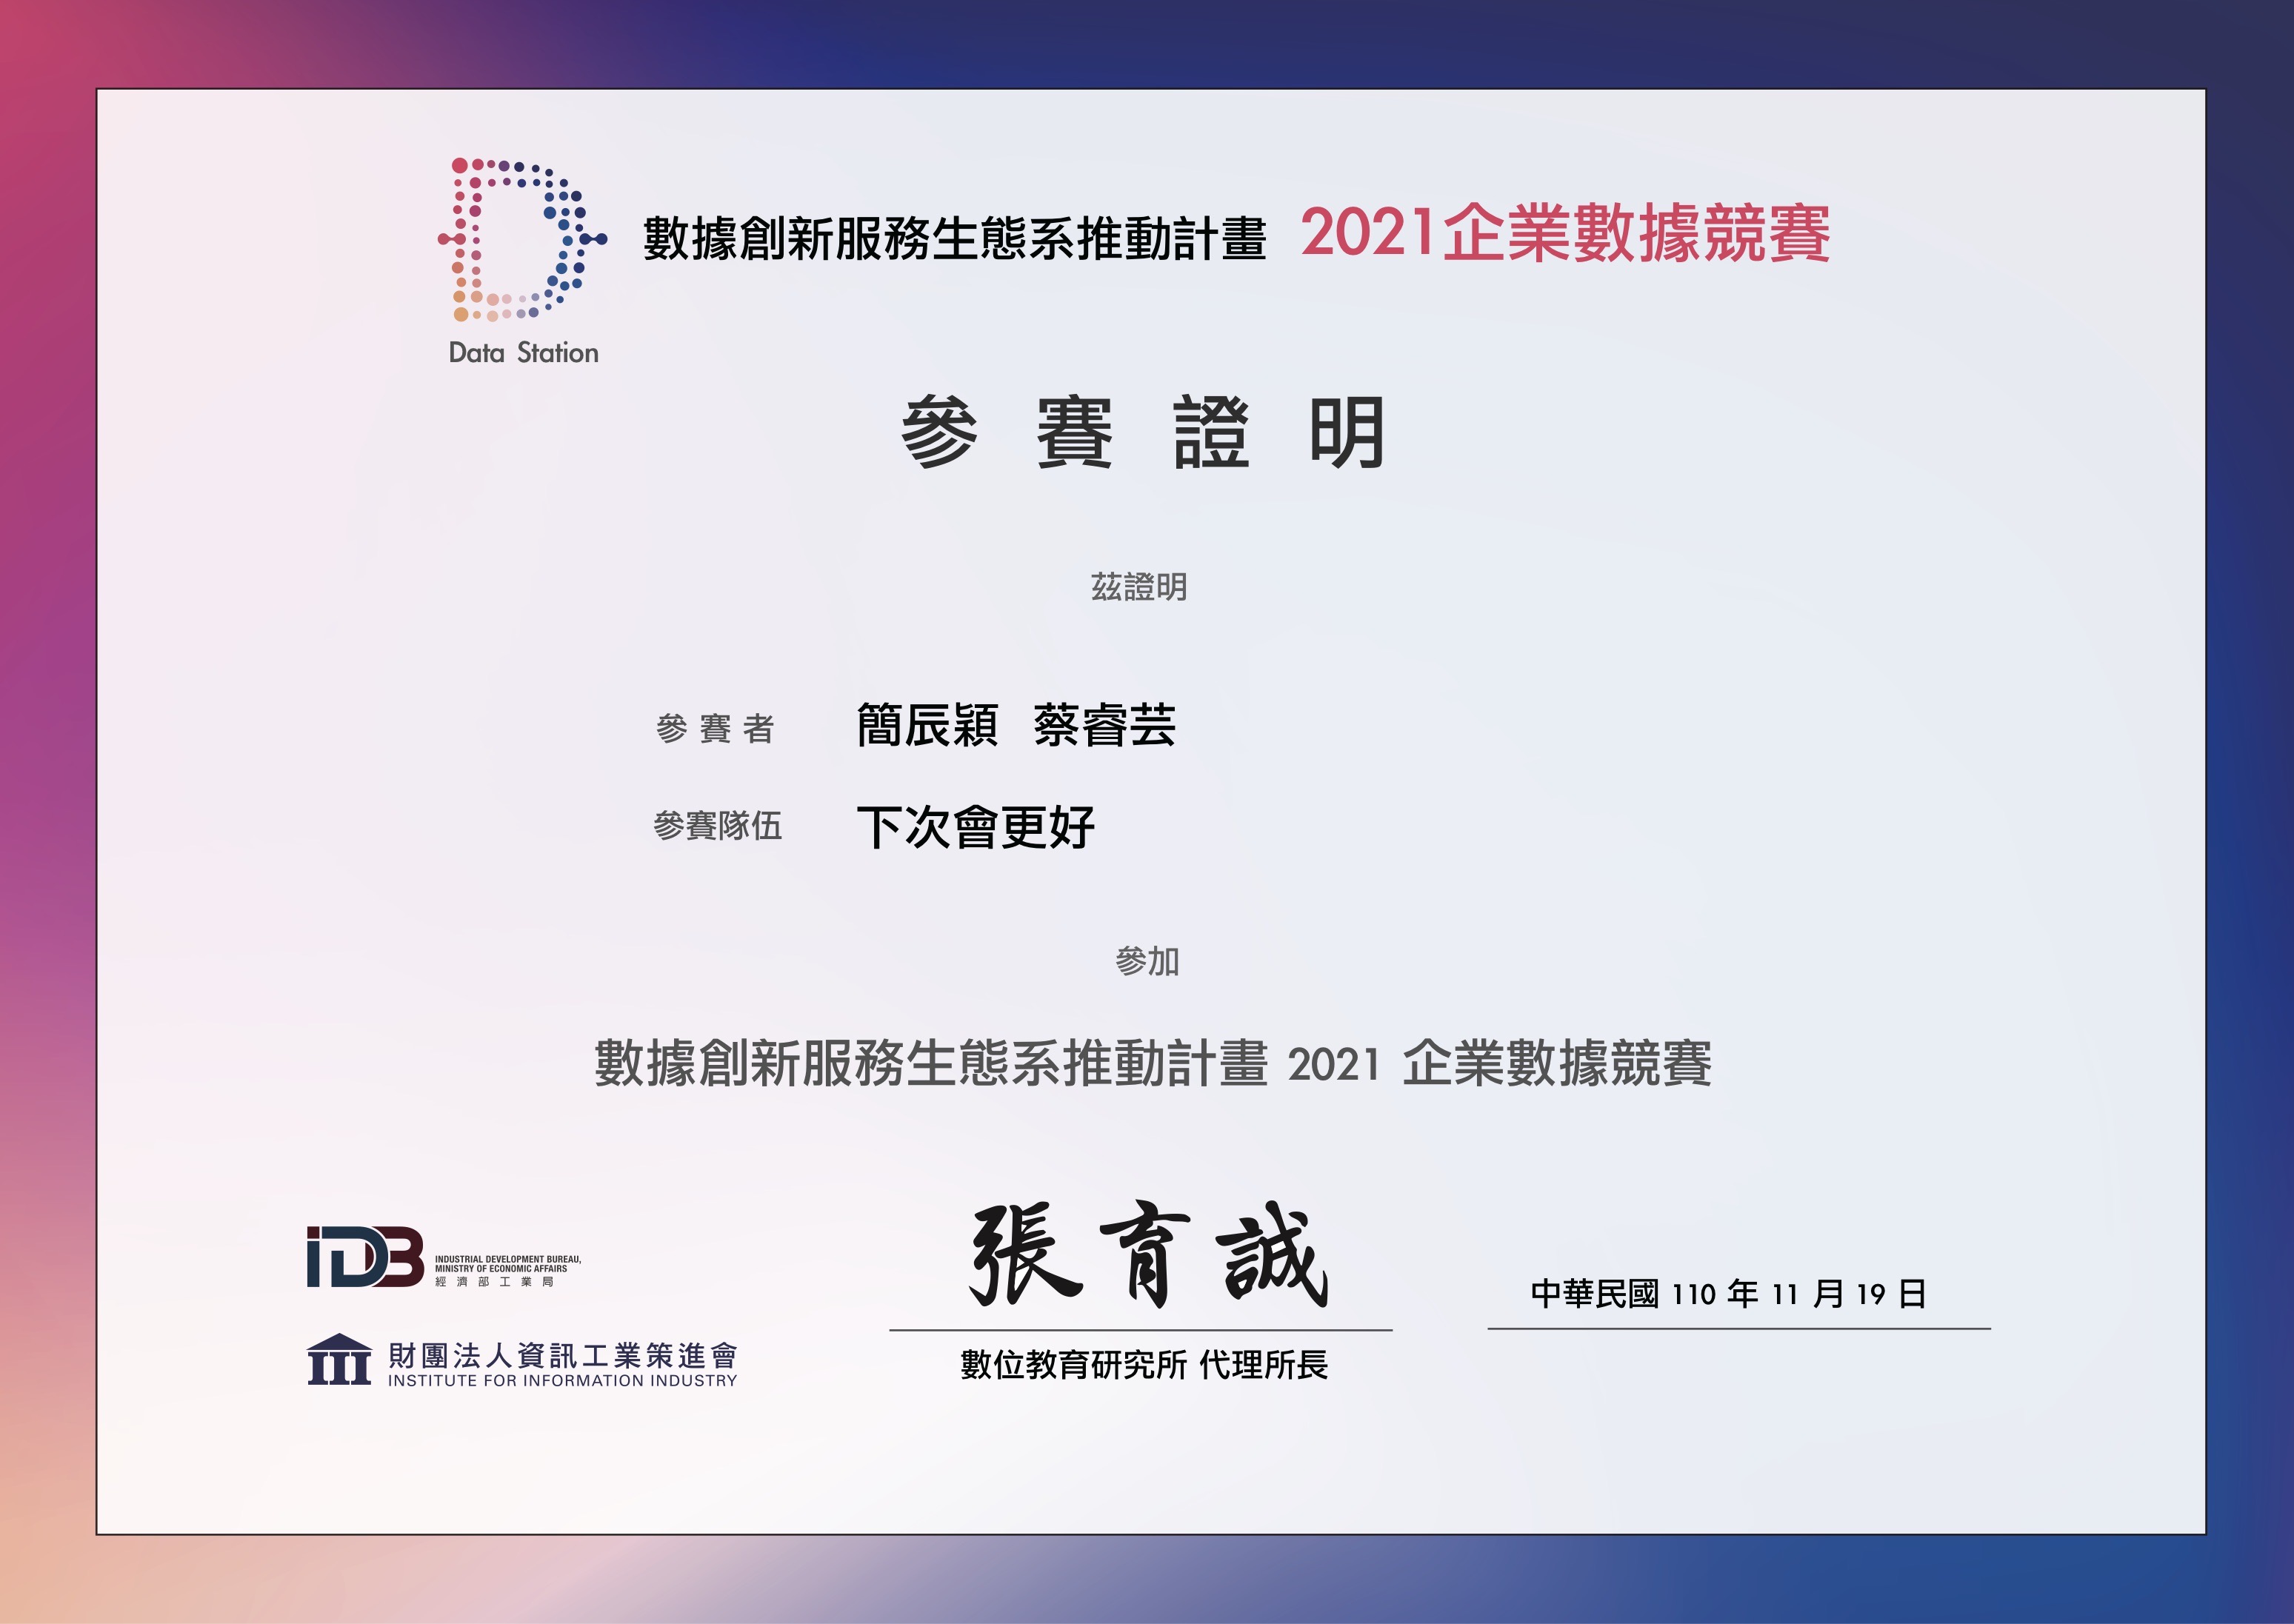 數據創新服務生態系推動計畫 2021企業數據競賽
Data Station
參賽證明
茲證明
參賽者 簡辰穎 蔡睿芸
參賽隊伍 下次會更好
參加
數據創新服務生態系推動計畫 2021 企業數據競賽
iDB
INDUSTRIAL DEVELOPMENT BUREAU,
MINISTRY OF ECONOMIC AFFAIRS
經濟部工業局
財團法人資訊工業策進會
INSTITUTE FOR INFORMATION INDUSTRY
張育誠
數位教育研究所 代理所長
中華民國 110 年 11 月 19 日